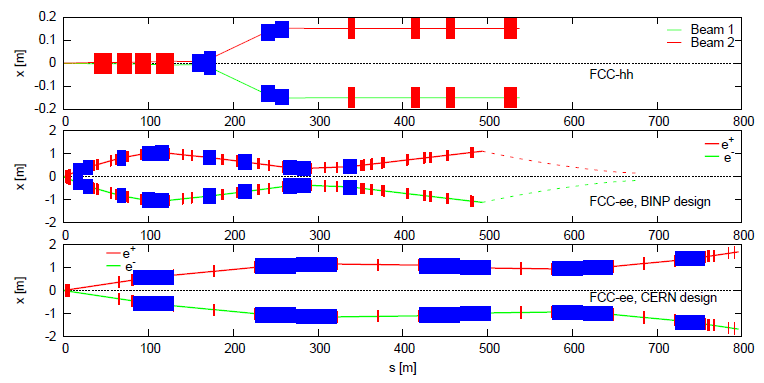 0.2
0.1
x [m]
0
-0.1
-0.2
Beam 1
Beam 2
FCC-hh
0 100 200 300 400 500 600 700 800
2
1
x [m]
0
-1
-2
e+
e-
FCC-ee, BINP design
0 100 200 300 400 500 600 700 800
2
1
x [m]
0
-1
-2
e+
e-
FCC-ee, CERN design
0 100 200 300 400 500 600 700 800
s [m]